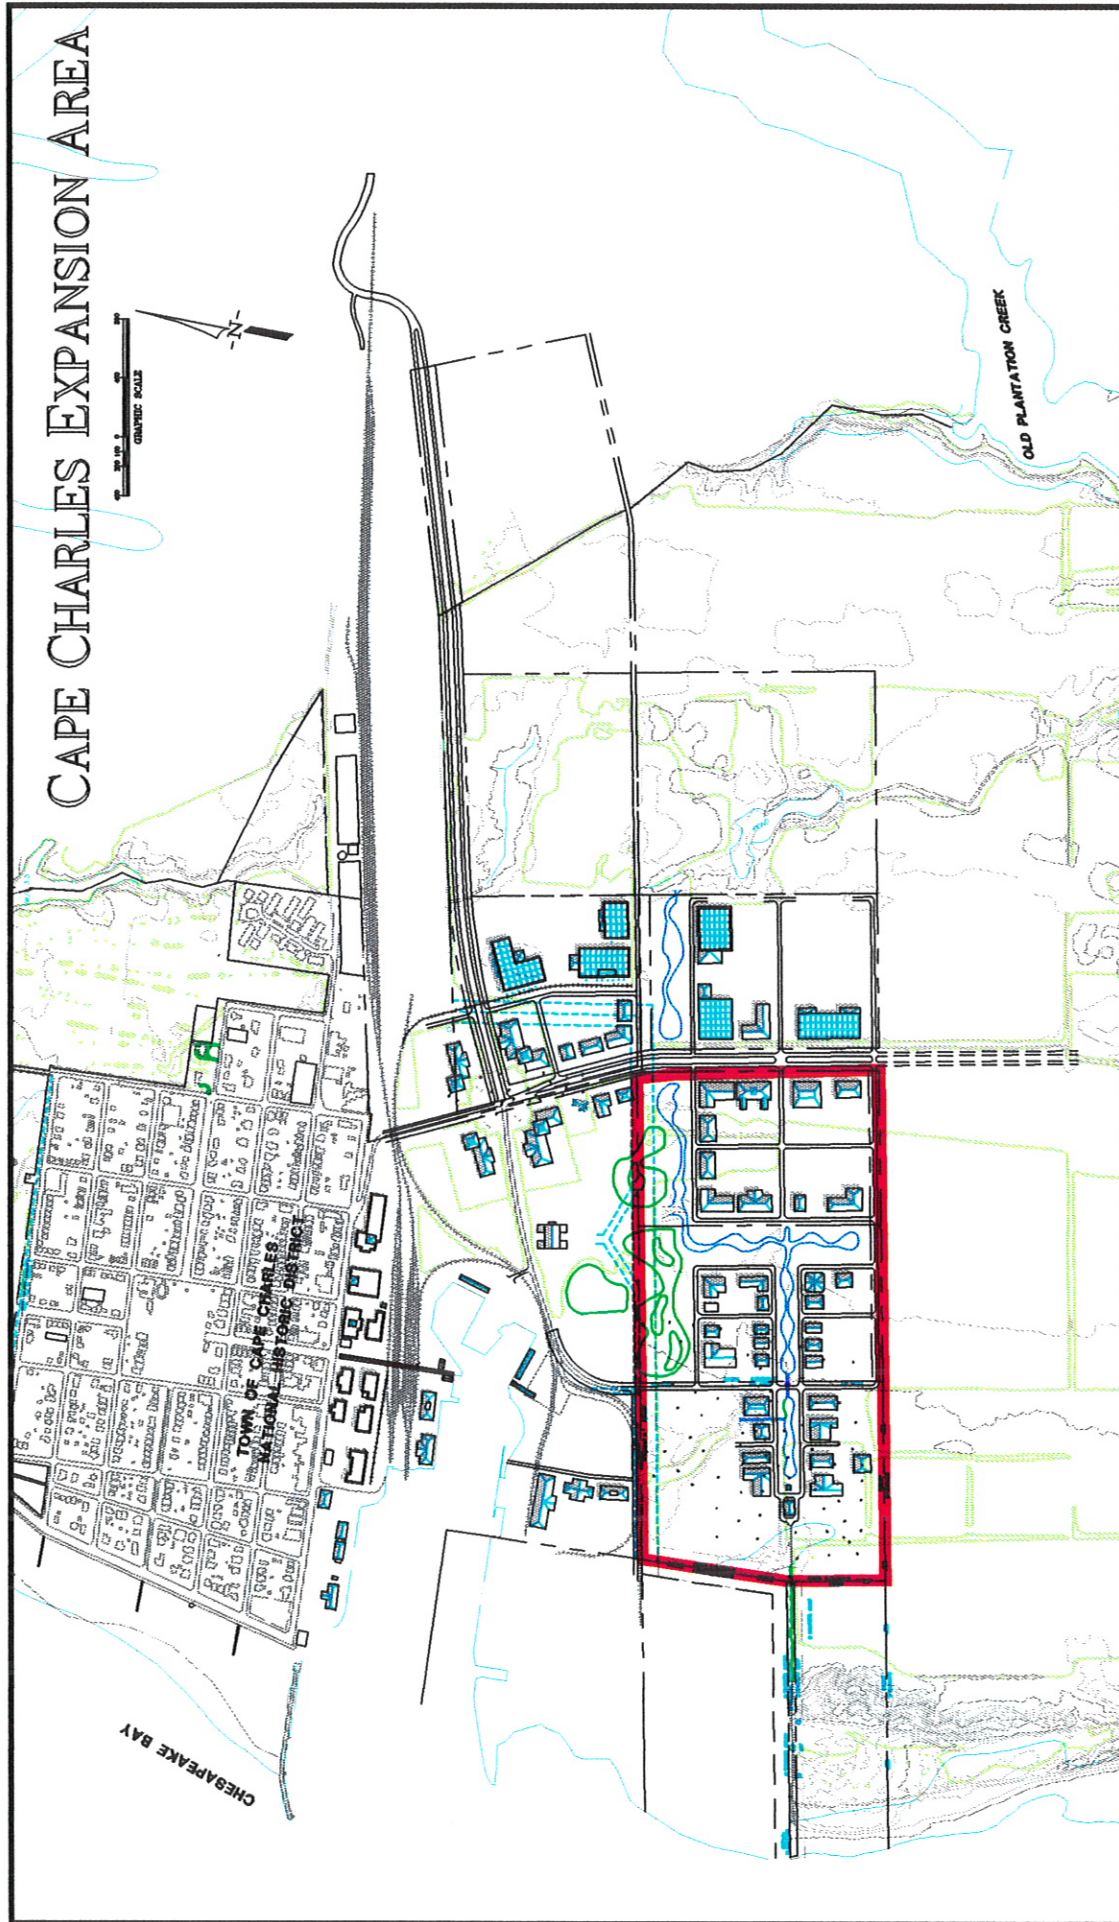 CAPE CHARLES EXPANSION AREA
GRAPHIC SCALE
-N-
TOWN OF CAPE CHARLES
NATIONAL HISTORIC DISTRICT
CHESAPEAKE BAY
OLD PLANTATION CREEK